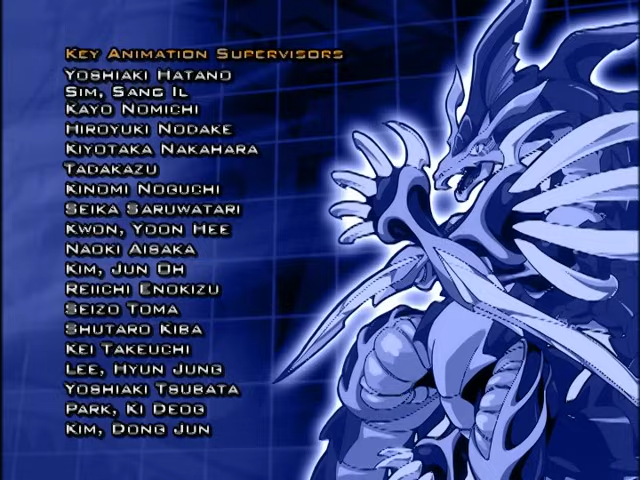 Key Animation Supervisors
Yoshiaki Hatano
Sim, Sang Il
Kayo Nomichi
Hiroyuki Nodake
Kiyotaka Nakahara
Tadakazu
Kinomi Noguchi
Seika Saruwatari
Kwon, Yoon Hee
Naoki Aisaka
Kim, Jun Oh
Reiichi Enokizu
Seizo Toma
Shutaro Kiba
Kei Takeuchi
Lee, Hyun Jung
Yoshiaki Tsubata
Park, Ki Deog
Kim, Dong Jun